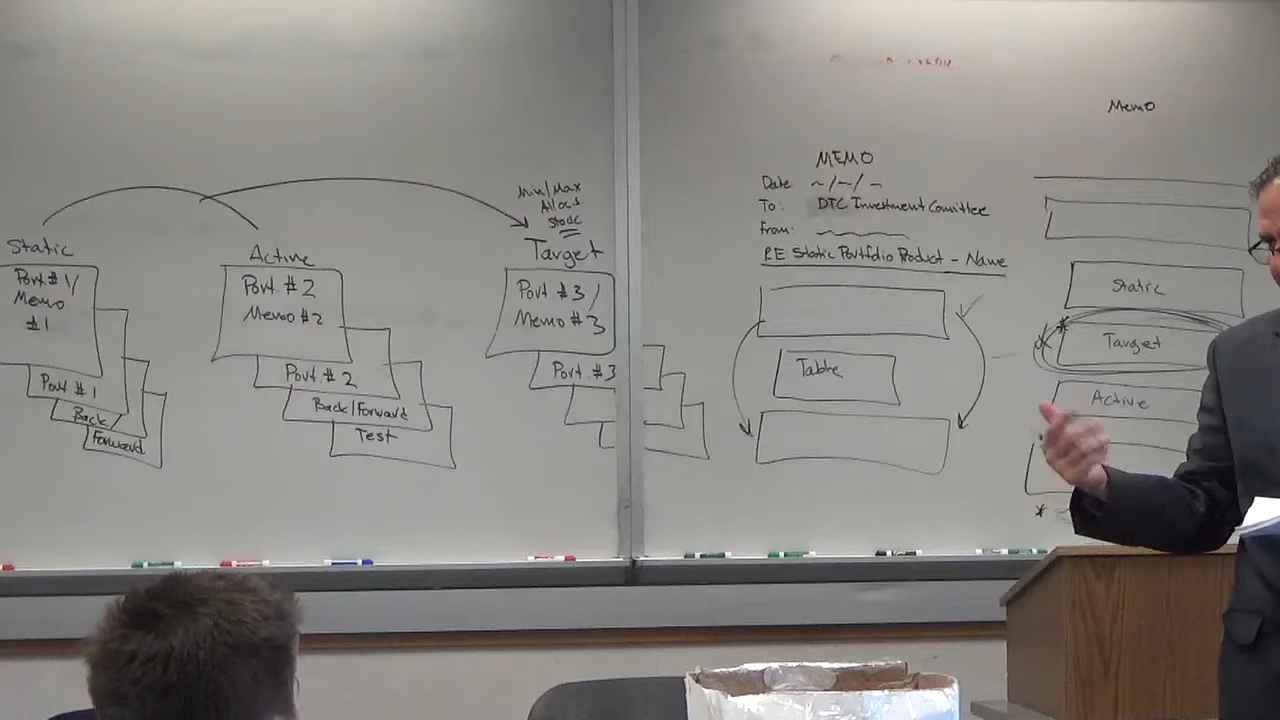 Static
Port #1/
Memo
#1
Port #1
Back
Forward
Active
Port #2
Memo #2
Port #2
Back/Forward
Test
Min/Max
Allocs
Stock
Target
Port #3/
Memo #3
Port #3
MEMO
Date ~/~/~
To: DTC Investment Committee
From:
RE Static Portfolio Product - Name
Table
Memo
Static
* Target
Active
*